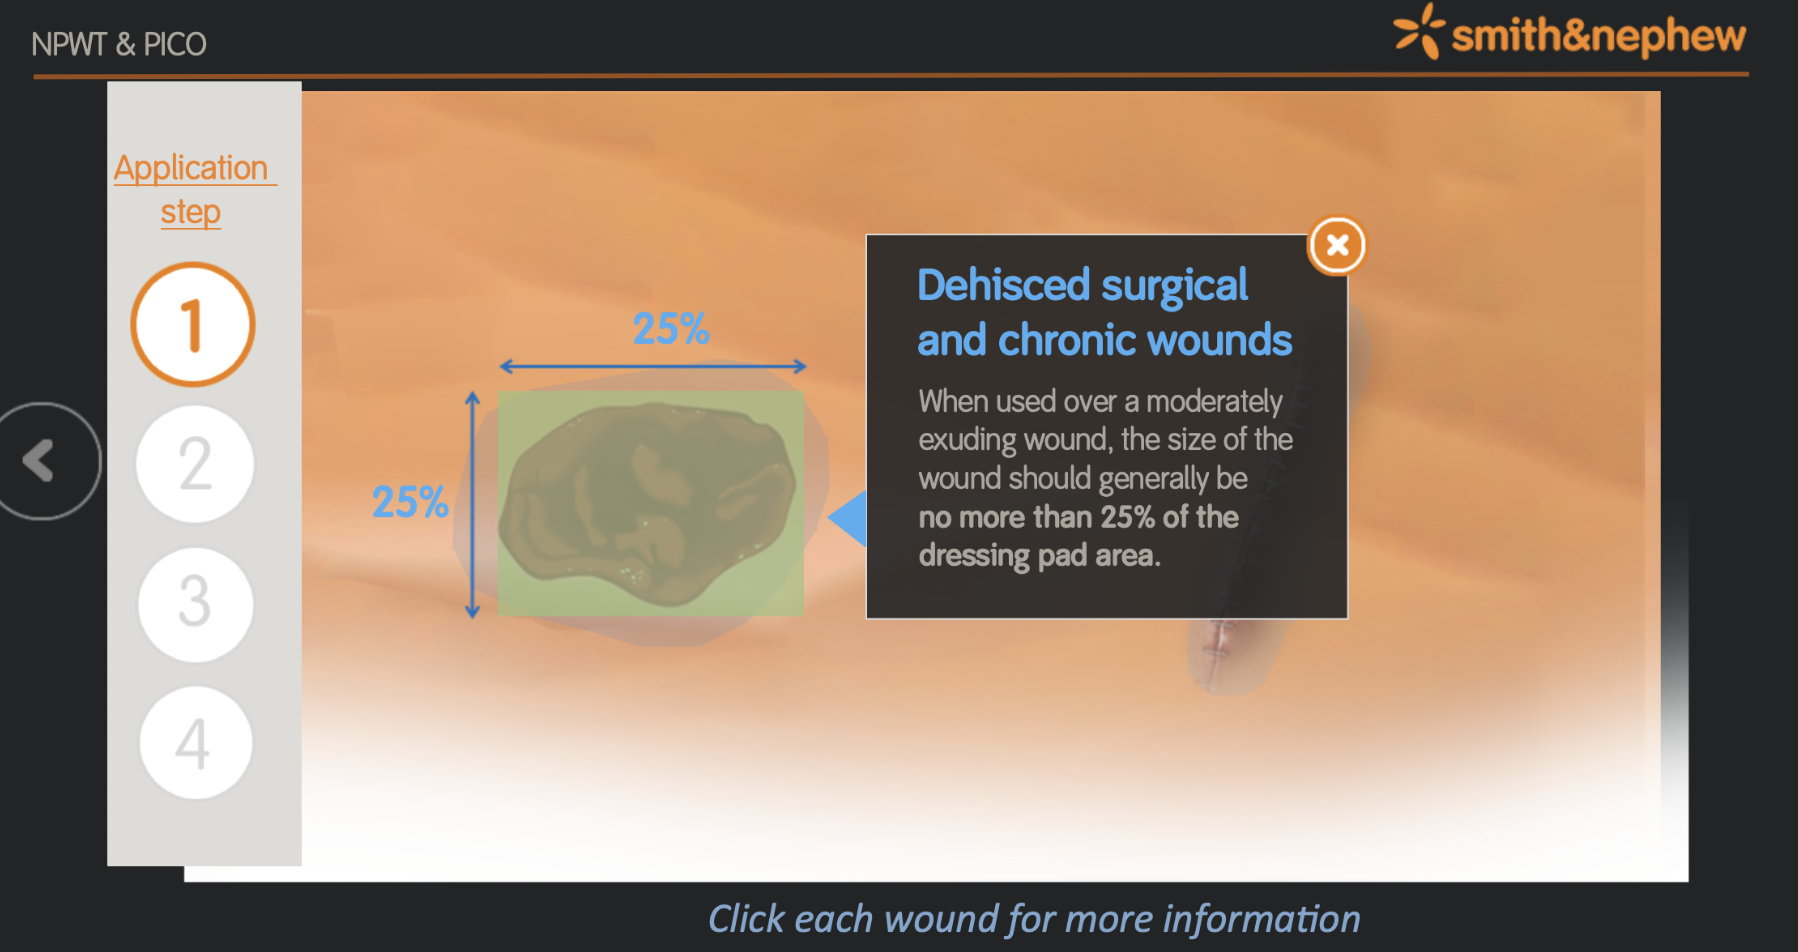 NPWT & PICO
smith&nephew
Application
step
1
2
3
4
25%
25%
Dehisced surgical
and chronic wounds
When used over a moderately
exuding wound, the size of the
wound should generally be
no more than 25% of the
dressing pad area.
Click each wound for more information